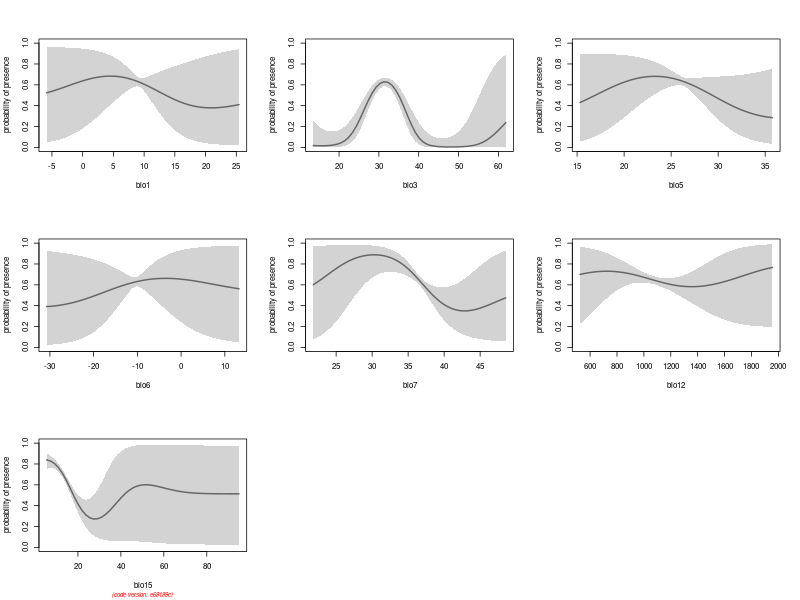 probability of presence
0.0 0.2 0.4 0.6 0.8 1.0
-5 0 5 10 15 20 25
bio1
probability of presence
0.0 0.2 0.4 0.6 0.8 1.0
20 30 40 50 60
bio3
probability of presence
0.0 0.2 0.4 0.6 0.8 1.0
15 20 25 30 35
bio5
probability of presence
0.0 0.2 0.4 0.6 0.8 1.0
-30 -20 -10 0 10
bio6
probability of presence
0.0 0.2 0.4 0.6 0.8 1.0
25 30 35 40 45
bio7
probability of presence
0.0 0.2 0.4 0.6 0.8 1.0
600 800 1000 1200 1400 1600 1800 2000
bio12
probability of presence
0.0 0.2 0.4 0.6 0.8 1.0
20 40 60 80
bio15